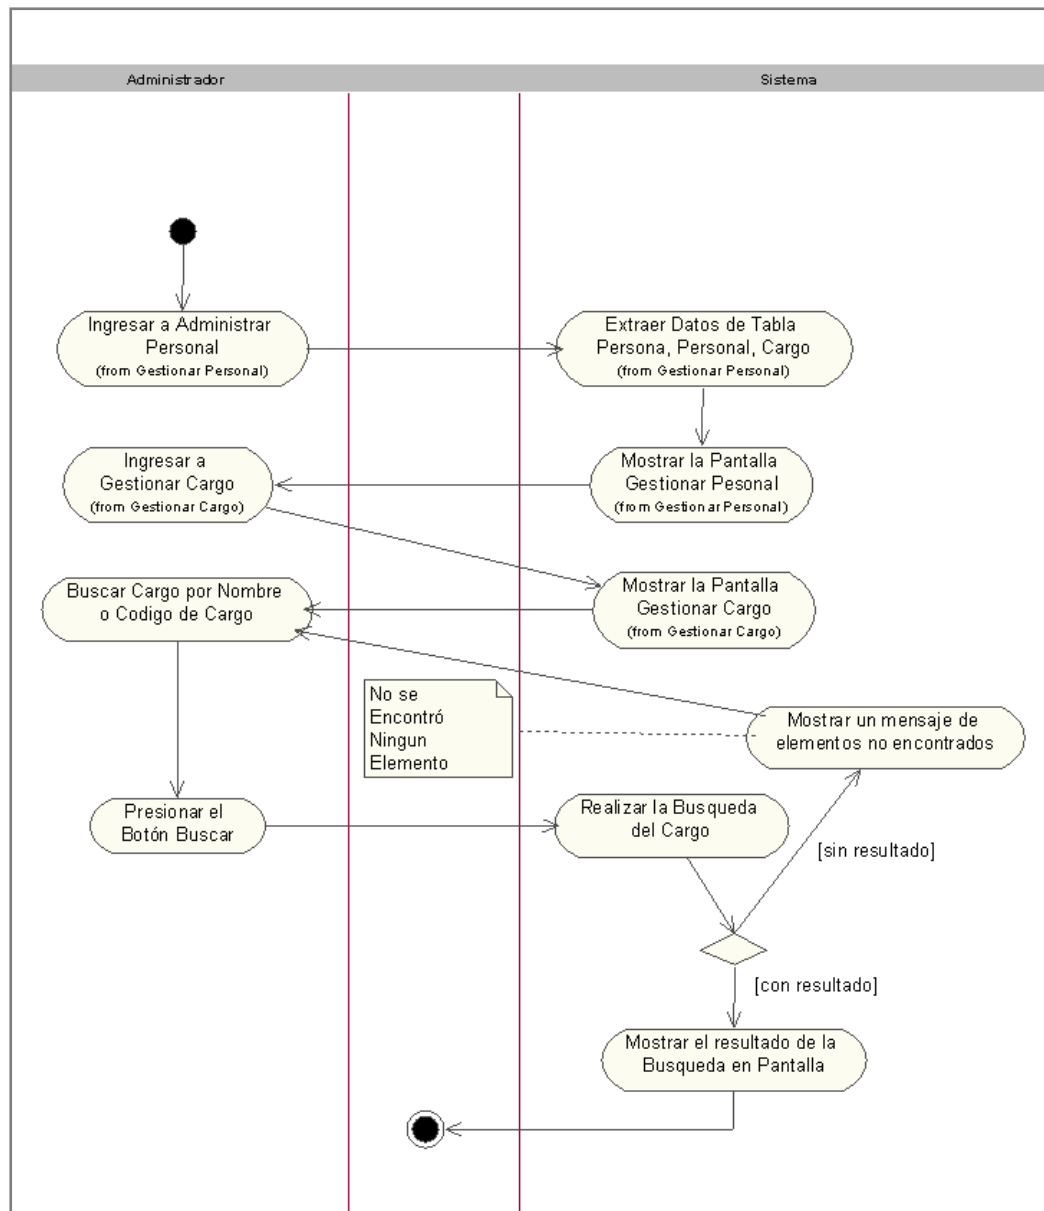 Administrador
Sistema
Ingresar a Administrar
Personal
(from Gestionar Personal)
Extraer Datos de Tabla
Persona, Personal, Cargo
(from Gestionar Personal)
Ingresar a
Gestionar Cargo
(from Gestionar Cargo)
Mostrar la Pantalla
Gestionar Pesonal
(from Gestionar Personal)
Buscar Cargo por Nombre
o Codigo de Cargo
Mostrar la Pantalla
Gestionar Cargo
(from Gestionar Cargo)
No se
Encontró
Ningun
Elemento
Mostrar un mensaje de
elementos no encontrados
Presionar el
Botón Buscar
Realizar la Busqueda
del Cargo
[sin resultado]
[con resultado]
Mostrar el resultado de la
Busqueda en Pantalla